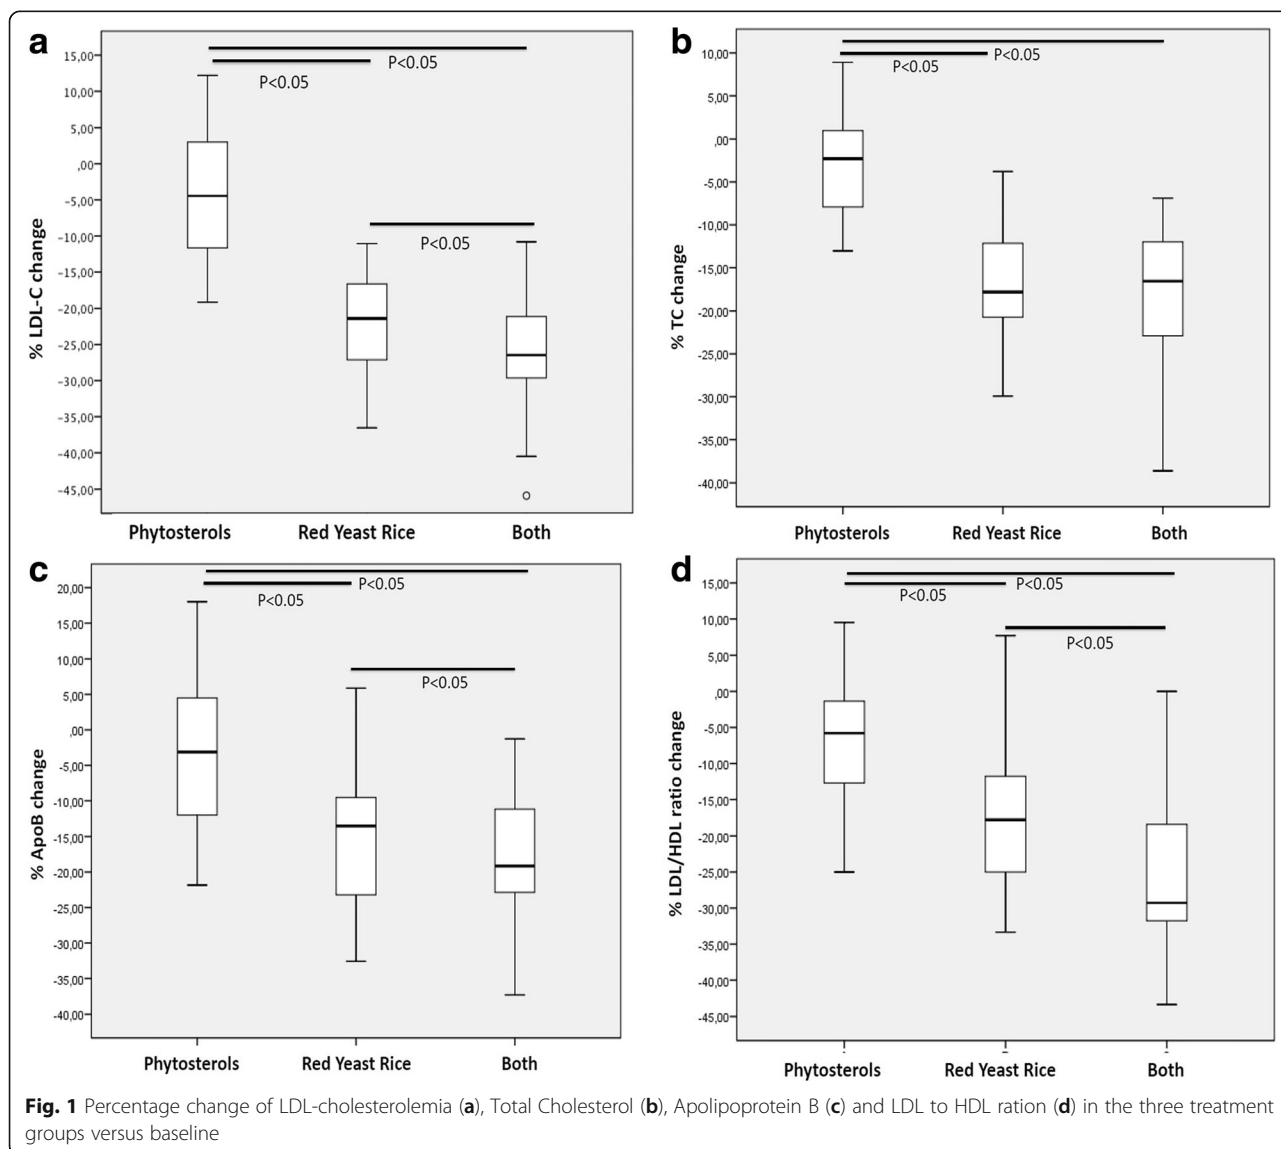 a
15,00
10,00
5,00
,00
-5,00
-10,00
-15,00
-20,00
-25,00
-30,00
-35,00
-40,00
-45,00
% LDL-C change
P<0.05
P<0.05
P<0.05
Phytosterols Red Yeast Rice Both
b
10,00
5,00
,00
-5,00
-10,00
-15,00
-20,00
-25,00
-30,00
-35,00
-40,00
% TC change
P<0.05
P<0.05
Phytosterols Red Yeast Rice Both
c
20,00
15,00
10,00
5,00
,00
-5,00
-10,00
-15,00
-20,00
-25,00
-30,00
-35,00
-40,00
% ApoB change
P<0.05
P<0.05
P<0.05
Phytosterols Red Yeast Rice Both
d
15,00
10,00
5,00
,00
-5,00
-10,00
-15,00
-20,00
-25,00
-30,00
-35,00
-40,00
-45,00
% LDL/HDL ratio change
P<0.05
P<0.05
P<0.05
Phytosterols Red Yeast Rice Both
Fig. 1 Percentage change of LDL-cholesterolemia (a), Total Cholesterol (b), Apolipoprotein B (c) and LDL to HDL ration (d) in the three treatment
groups versus baseline